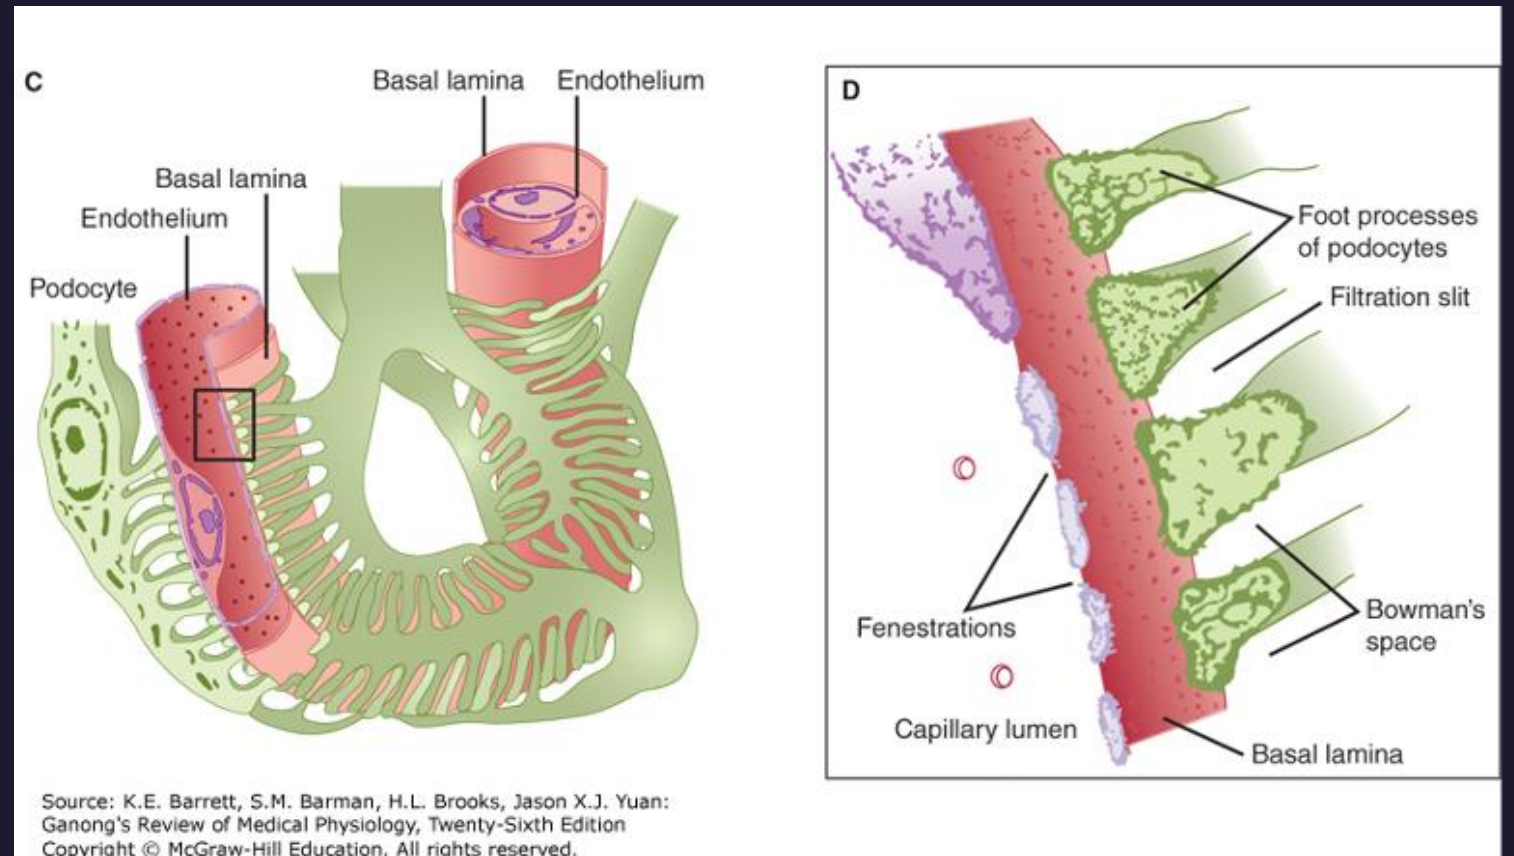 C
Basal lamina
Endothelium
Basal lamina
Endothelium
Podocyte
D
Foot processes
of podocytes
Filtration slit
Fenestrations
Bowman's
space
Capillary lumen
Basal lamina
Source: K.E. Barrett, S.M. Barman, H.L. Brooks, Jason X.J. Yuan:
Ganong's Review of Medical Physiology, Twenty-Sixth Edition
Copyright © McGraw-Hill Education. All rights reserved.